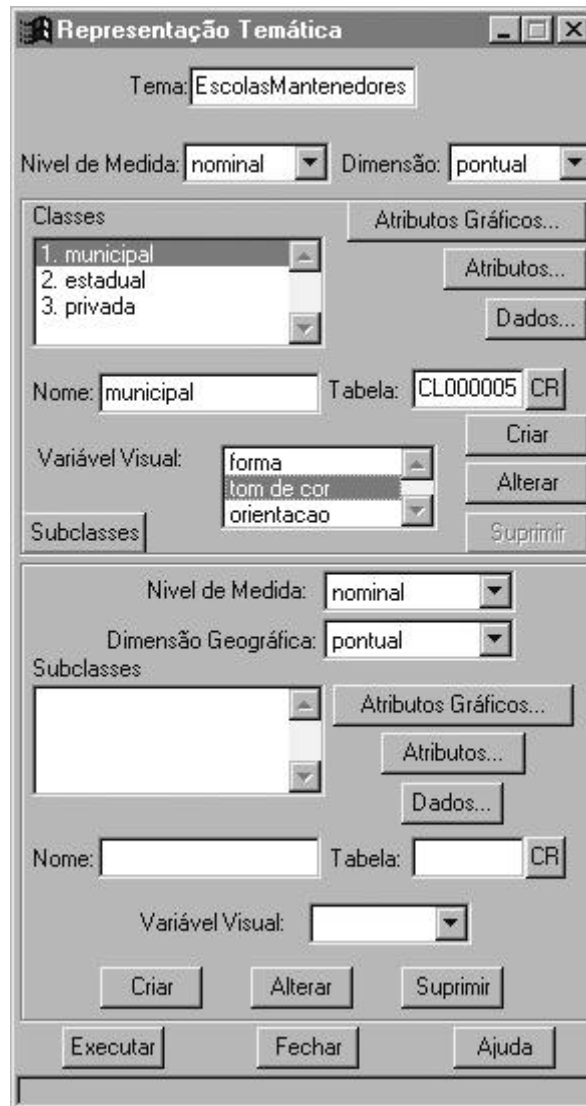 Representação Temática
Tema: EscolasMantenedores
Nivel de Medida: nominal Dimensão: pontual
Classes Atributos Gráficos...
1. municipal
2. estadual
3. privada
Atributos...
Dados...
Nome: municipal Tabela: CL000005 CR
Criar
Variável Visual: forma
tom de cor
orientacao
Alterar
Subclasses Suprimir
Nivel de Medida: nominal
Dimensão Geográfica: pontual
Subclasses
Atributos Gráficos...
Atributos...
Dados...
Nome: Tabela: CR
Variável Visual:
Criar Alterar Suprimir
Executar Fechar Ajuda